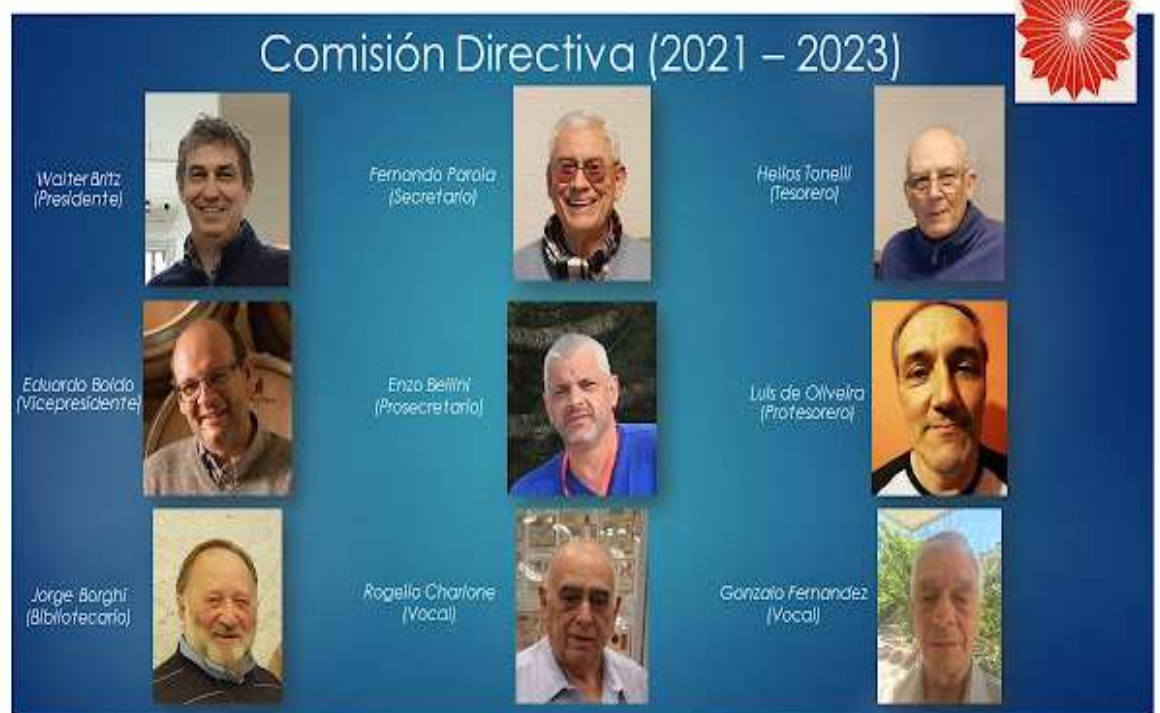 Comisión Directiva (2021 – 2023)
Walter Britz
(Presidente)
Fernando Parola
(Secretario)
Helios Tonelli
(Tesorero)
Eduardo Boido
(Vicepresidente)
Enzo Bellini
(Prosecretario)
Luis de Oliveira
(Protesorero)
Jorge Borghi
(Bibliotecario)
Rogelio Charlone
(Vocal)
Gonzalo Fernandez
(Vocal)